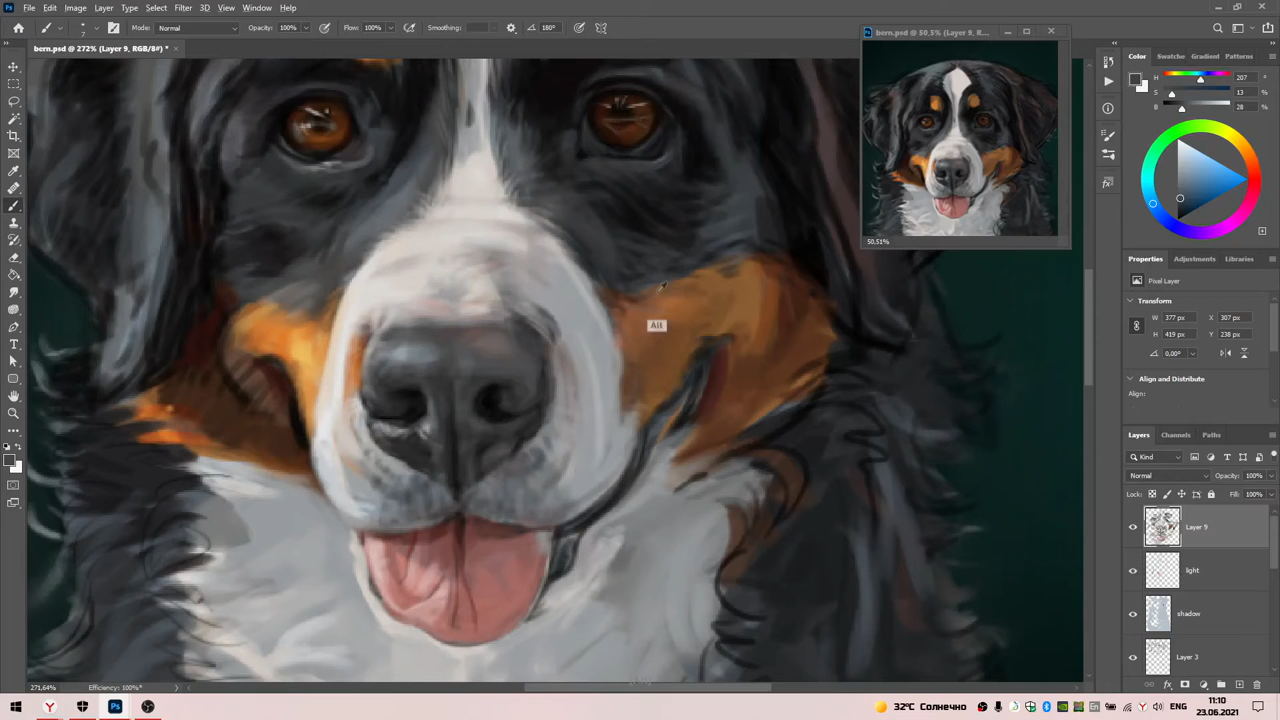 File Edit Image Layer Type Select Filter 3D View Window Help
7 Mode: Normal Opacity: 100% Flow: 100% Smoothing: 180°
bern.psd @ 272% (Layer 9, RGB/8#) *
bern.psd @ 50,5% (Layer 9, R...
50,51%
Alt
Color Swatche Gradient Patterns
H 207 °
S 13 %
B 28 %
Properties Adjustments Libraries
Pixel Layer
Transform
W 377 px X 307 px
H 419 px Y 238 px
0,00°
Align and Distribute
Align:
Layers Channels Paths
Kind
Normal Opacity: 100%
Lock: Fill: 100%
Layer 9
light
shadow
Layer 3
271,64% Efficiency: 100%*
32°C Солнечно
ENG
11:10
23.06.2021